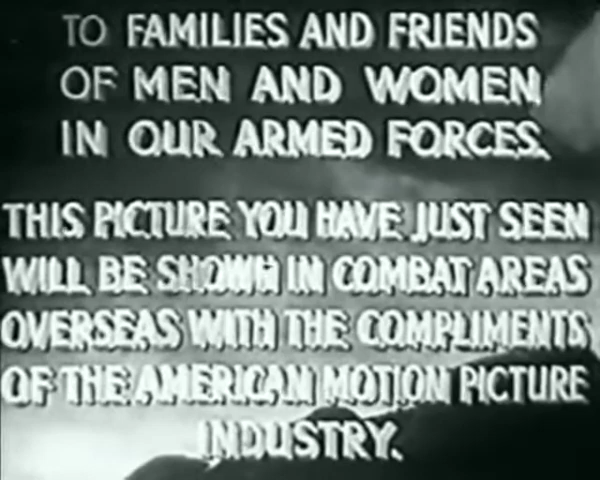 TO FAMILIES AND FRIENDS
OF MEN AND WOMEN
IN OUR ARMED FORCES.
THIS PICTURE YOU HAVE JUST SEEN
WILL BE SHOWN IN COMBAT AREAS
OVERSEAS WITH THE COMPLIMENTS
OF THE AMERICAN MOTION PICTURE
INDUSTRY.